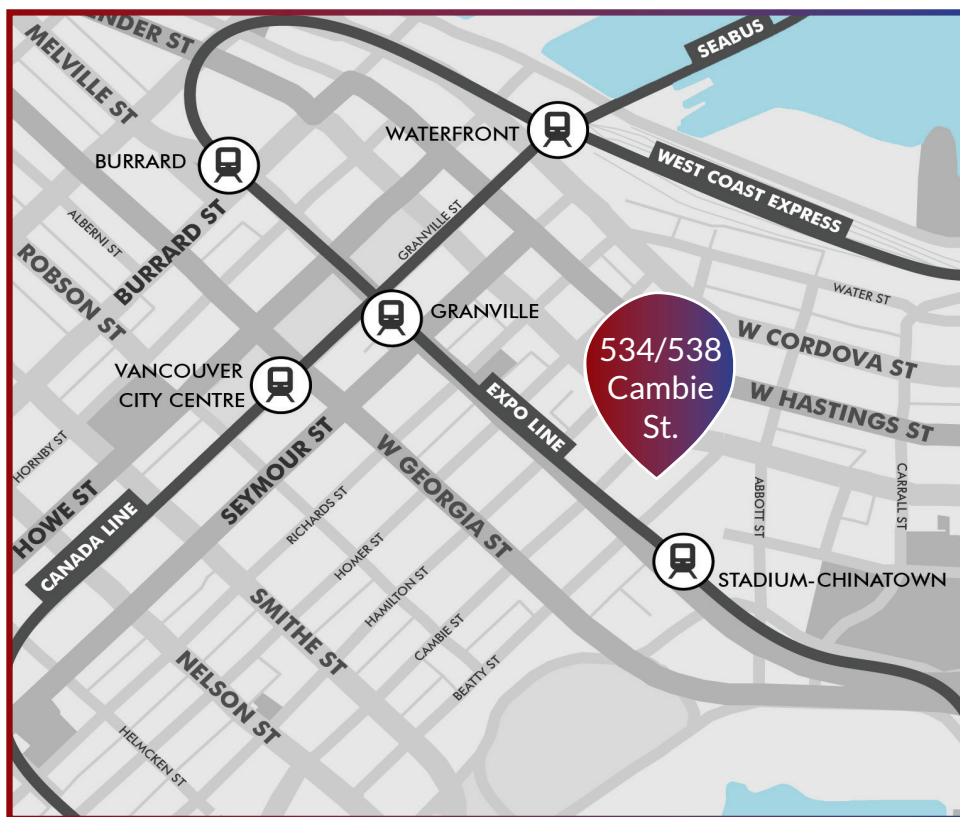 ENDER ST
MELVILLE ST
SEABUS
WATERFRONT
BURRARD
WEST COAST EXPRESS
ALBERNI ST
BURRARD ST
GRANVILLE ST
ROBSON ST
WATER ST
GRANVILLE
W CORDOVA ST
534/538
Cambie
St.
VANCOUVER
CITY CENTRE
EXPO LINE
W HASTINGS ST
HORNBY ST
HOWE ST
SEYMOUR ST
W GEORGIA ST
CANADA LINE
RICHARDS ST
ABBOTT ST
CARRALL ST
HOMER ST
HAMILTON ST
STADIUM-CHINATOWN
SMITHE ST
CAMBIE ST
BEATTY ST
NELSON ST
HELMCKEN ST